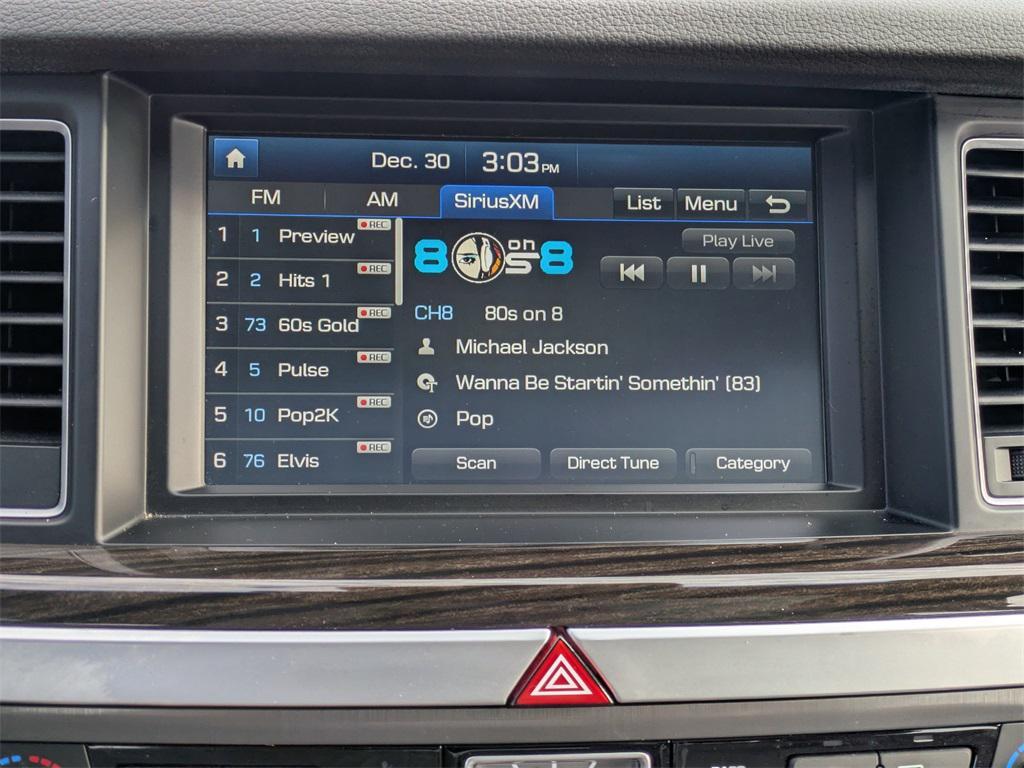 Dec. 30 3:03 PM
FM AM SiriusXM List Menu
1 1 Preview REC
2 2 Hits 1 REC
3 73 60s Gold REC
4 5 Pulse REC
5 10 Pop2K REC
6 76 Elvis REC
80s on 8
Play Live
CH8 80s on 8
Michael Jackson
Wanna Be Startin' Somethin' (83)
Pop
Scan Direct Tune Category